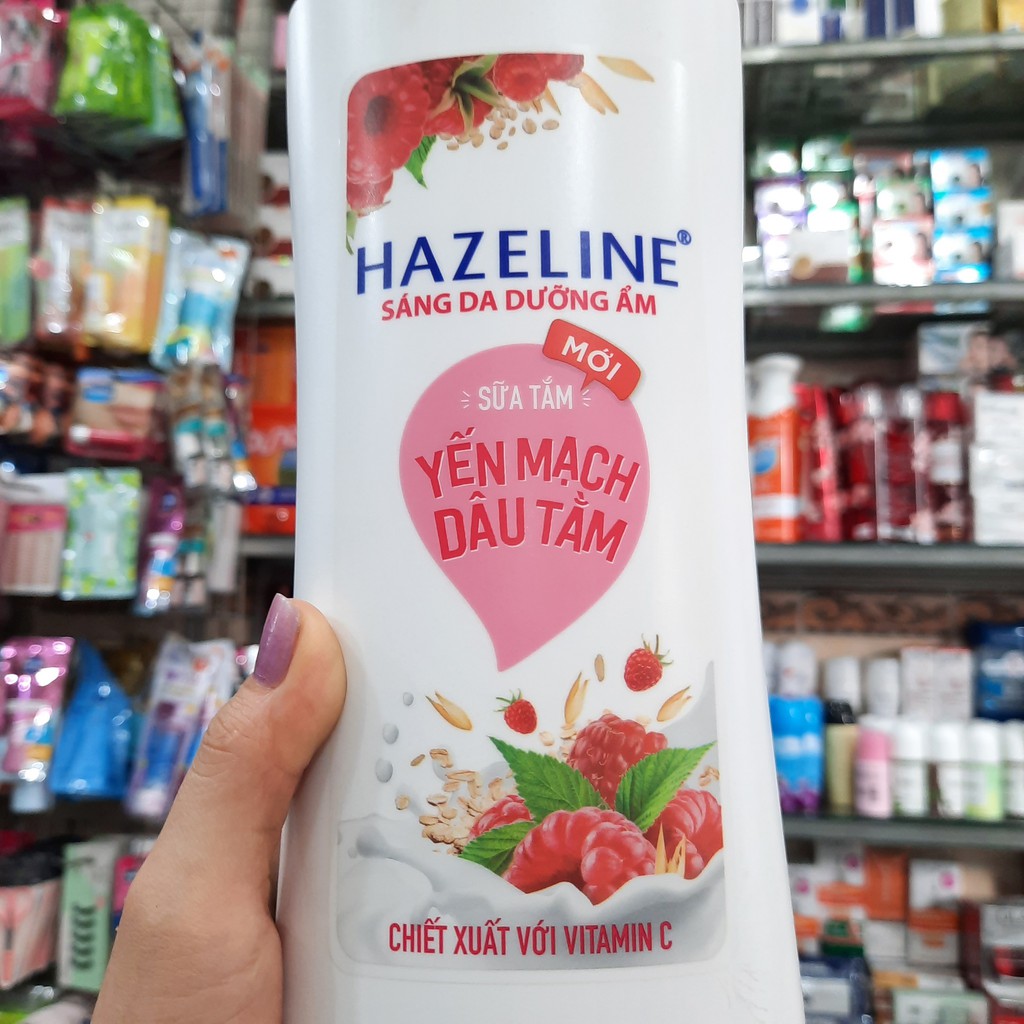 HAZELINE®
SÁNG DA DƯỠNG ẨM
MỚI
SỮA TẮM
YẾN MẠCH
DÂU TẰM
CHIẾT XUẤT VỚI VITAMIN C